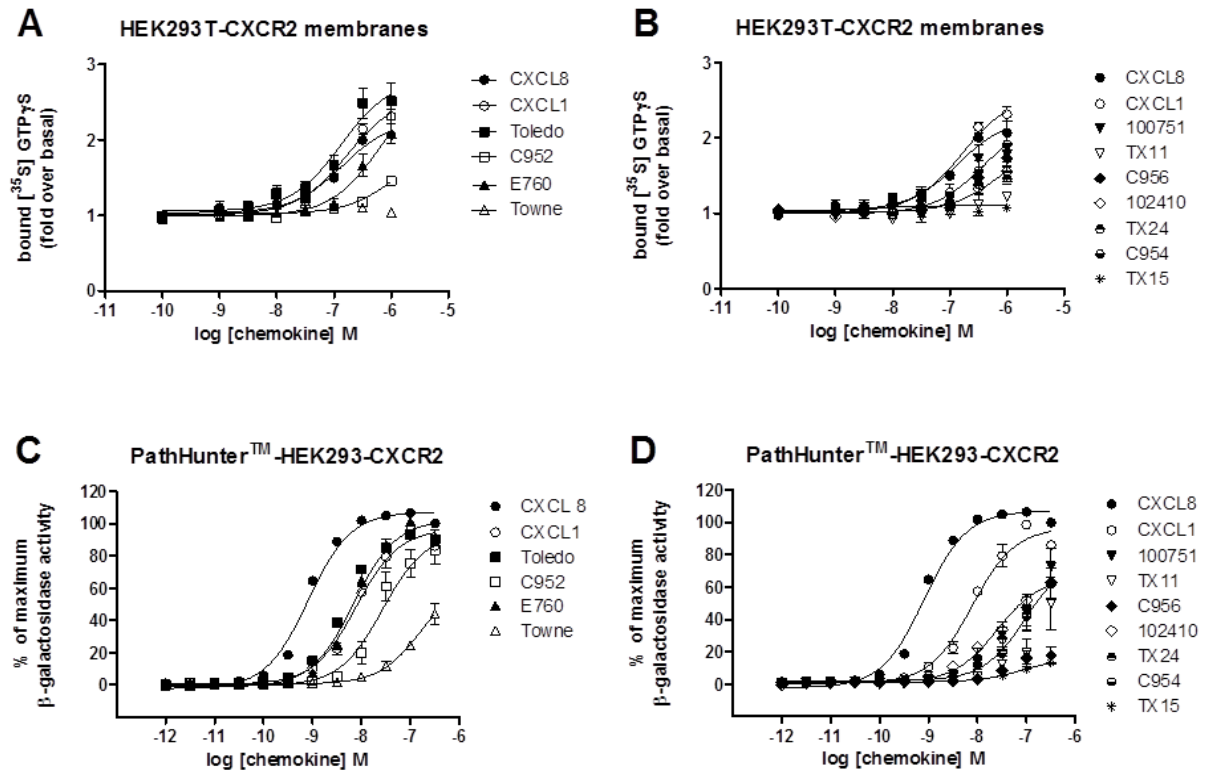 A
HEK293T-CXCR2 membranes
bound [35S] GTPγS
(fold over basal)
3
2
1
0
-11 -10 -9 -8 -7 -6 -5
log [chemokine] M
CXCL8
CXCL1
Toledo
C952
E760
Towne
B
HEK293T-CXCR2 membranes
bound [35S] GTPγS
(fold over basal)
3
2
1
0
-11 -10 -9 -8 -7 -6 -5
log [chemokine] M
CXCL8
CXCL1
100751
TX11
C956
102410
TX24
C954
TX15
C
PathHunter™-HEK293-CXCR2
% of maximum
β-galactosidase activity
120
100
80
60
40
20
0
-12 -11 -10 -9 -8 -7 -6
log [chemokine] M
CXCL 8
CXCL1
Toledo
C952
E760
Towne
D
PathHunter™-HEK293-CXCR2
% of maximum
β-galactosidase activity
120
100
80
60
40
20
0
-12 -11 -10 -9 -8 -7 -6
log [chemokine] M
CXCL8
CXCL1
100751
TX11
C956
102410
TX24
C954
TX15